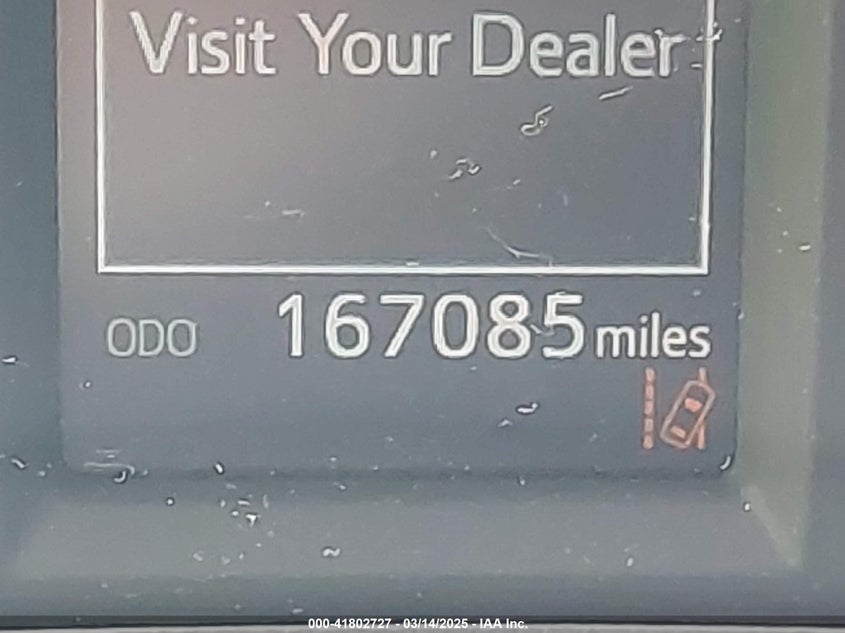 Visit Your Dealer
ODO 167085 miles
000-41802727 - 03/14/2025 - IAA Inc.